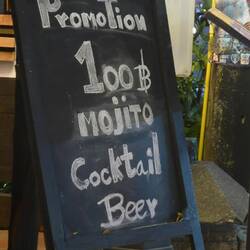 PromoTion
100฿
MOJITO
Cocktail
Beer